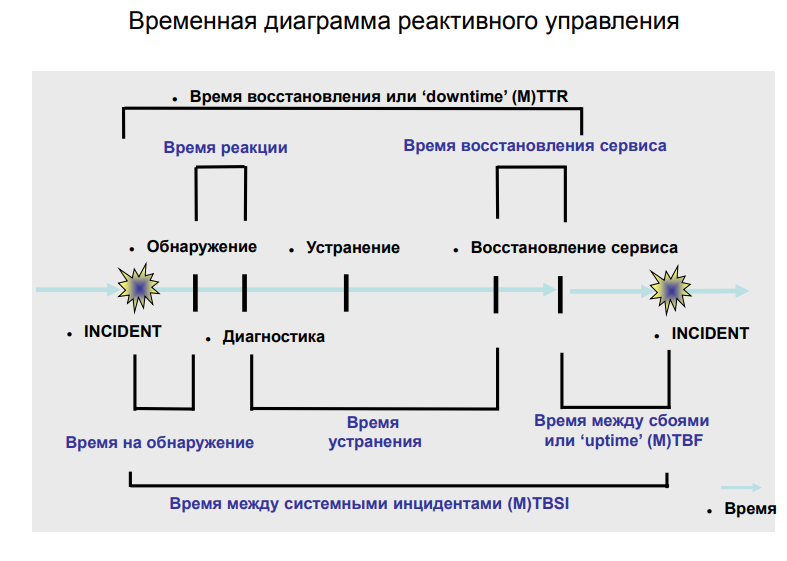 Временная диаграмма реактивного управления
• Время восстановления или ‘downtime’ (M)TTR
Время реакции
Время восстановления сервиса
• Обнаружение
• Устранение
• Восстановление сервиса
• INCIDENT
• Диагностика
• INCIDENT
Время на обнаружение
Время
устранения
Время между сбоями
или ‘uptime’ (M)TBF
Время между системными инцидентами (M)TBSI
• Время